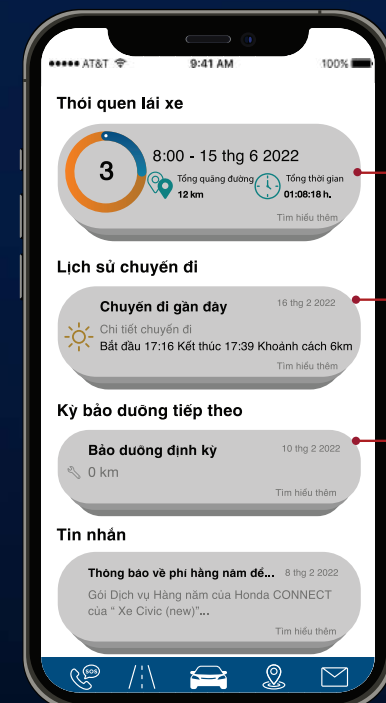 AT&T 9:41 AM 100%
Thói quen lái xe
3
8:00 - 15 thg 6 2022
Tổng quãng đường
12 km
Tổng thời gian
01:08:18 h.
Tìm hiểu thêm
Lịch sử chuyến đi
Chuyến đi gần đây 16 thg 2 2022
Chi tiết chuyến đi
Bắt đầu 17:16 Kết thúc 17:39 Khoảnh cách 6km
Tìm hiểu thêm
Kỳ bảo dưỡng tiếp theo
Bảo dưỡng định kỳ 10 thg 2 2022
0 km
Tìm hiểu thêm
Tin nhắn
Thông báo về phí hằng năm để... 8 thg 2 2022
Gói Dịch vụ Hàng năm của Honda CONNECT
của “ Xe Civic (new)”...
Tìm hiểu thêm
SOS